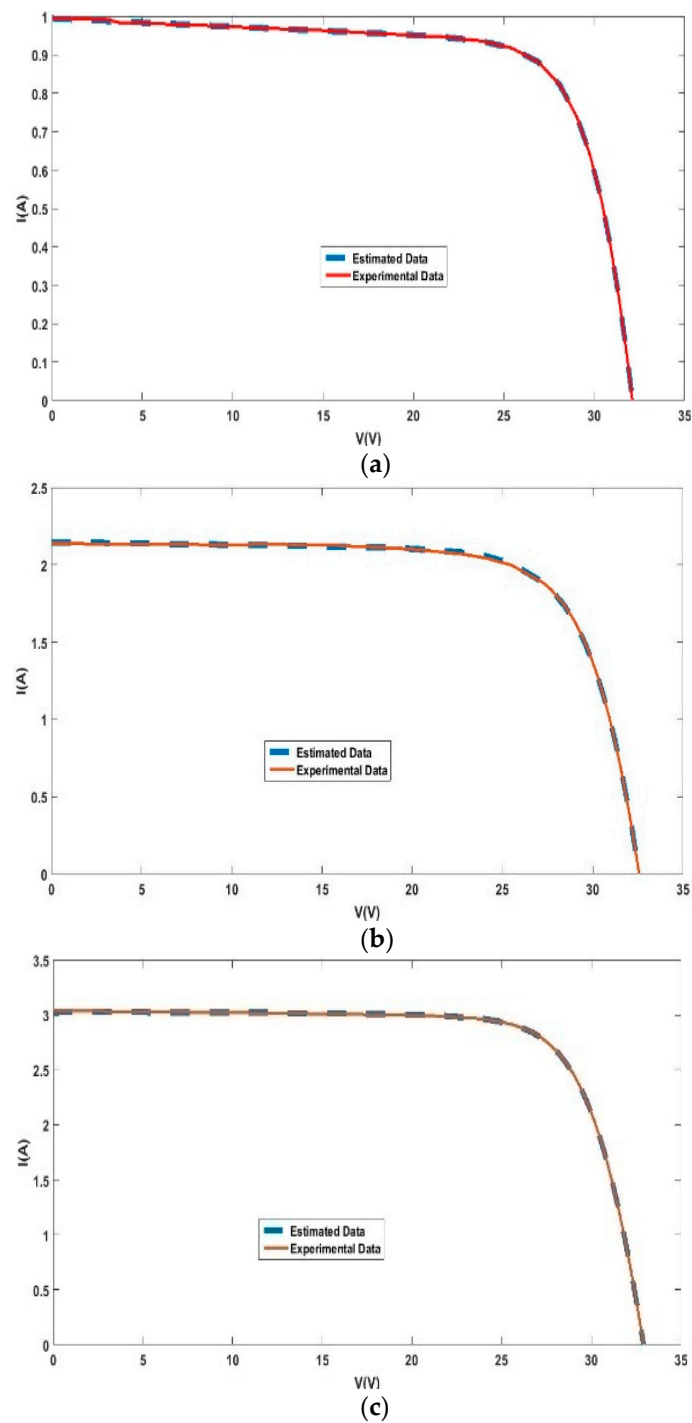 1
0.9
0.8
0.7
0.6
0.5
0.4
0.3
0.2
0.1
0
I(A)
Estimated Data
Experimental Data
0 5 10 15 20 25 30 35
V(V)
(a)
2.5
2
1.5
1
0.5
0
I(A)
Estimated Data
Experimental Data
0 5 10 15 20 25 30 35
V(V)
(b)
3.5
3
2.5
2
1.5
1
0.5
0
I(A)
Estimated Data
Experimental Data
0 5 10 15 20 25 30 35
V(V)
(c)